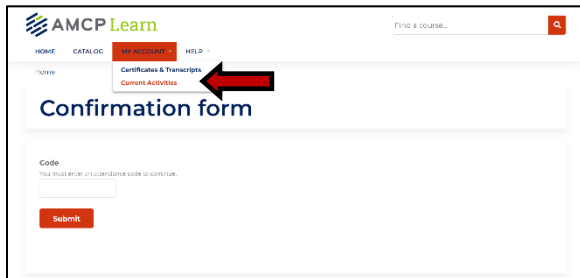 AMCP Learn
Find a course...
HOME CATALOG MY ACCOUNT HELP
Home
Certificates & Transcripts
Current Activities
Confirmation form
Code
You must enter an attendance code to continue.
Submit